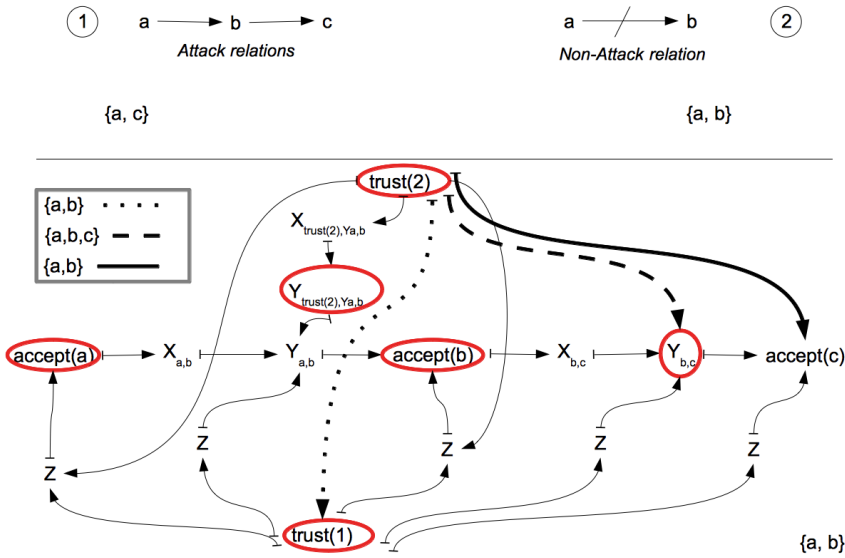 1 a b c a b 2
Attack relations Non-Attack relation
{a, c} {a, b}
trust(2)
{a,b}
{a,b,c}
{a,b}
X trust(2),Ya,b
Y trust(2),Ya,b
accept(a) X a,b Y a,b accept(b) X b,c Y b,c accept(c)
Z Z Z Z Z
trust(1)
{a, b}